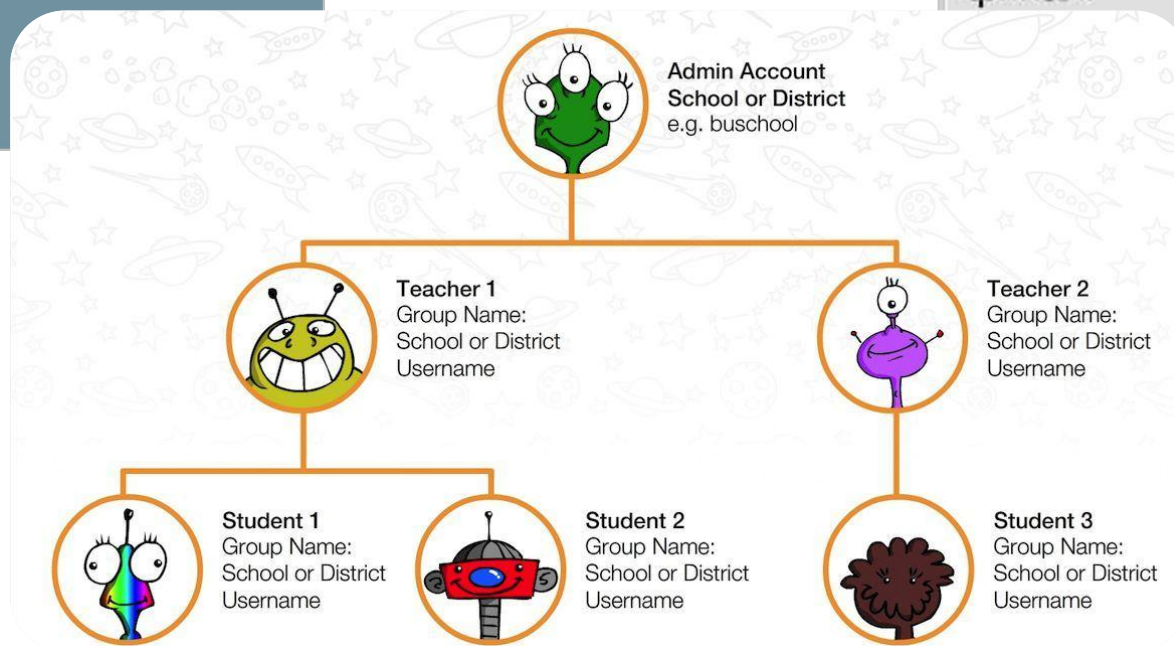 Admin Account
School or District
e.g. buschool
Teacher 1
Group Name:
School or District
Username
Teacher 2
Group Name:
School or District
Username
Student 1
Group Name:
School or District
Username
Student 2
Group Name:
School or District
Username
Student 3
Group Name:
School or District
Username